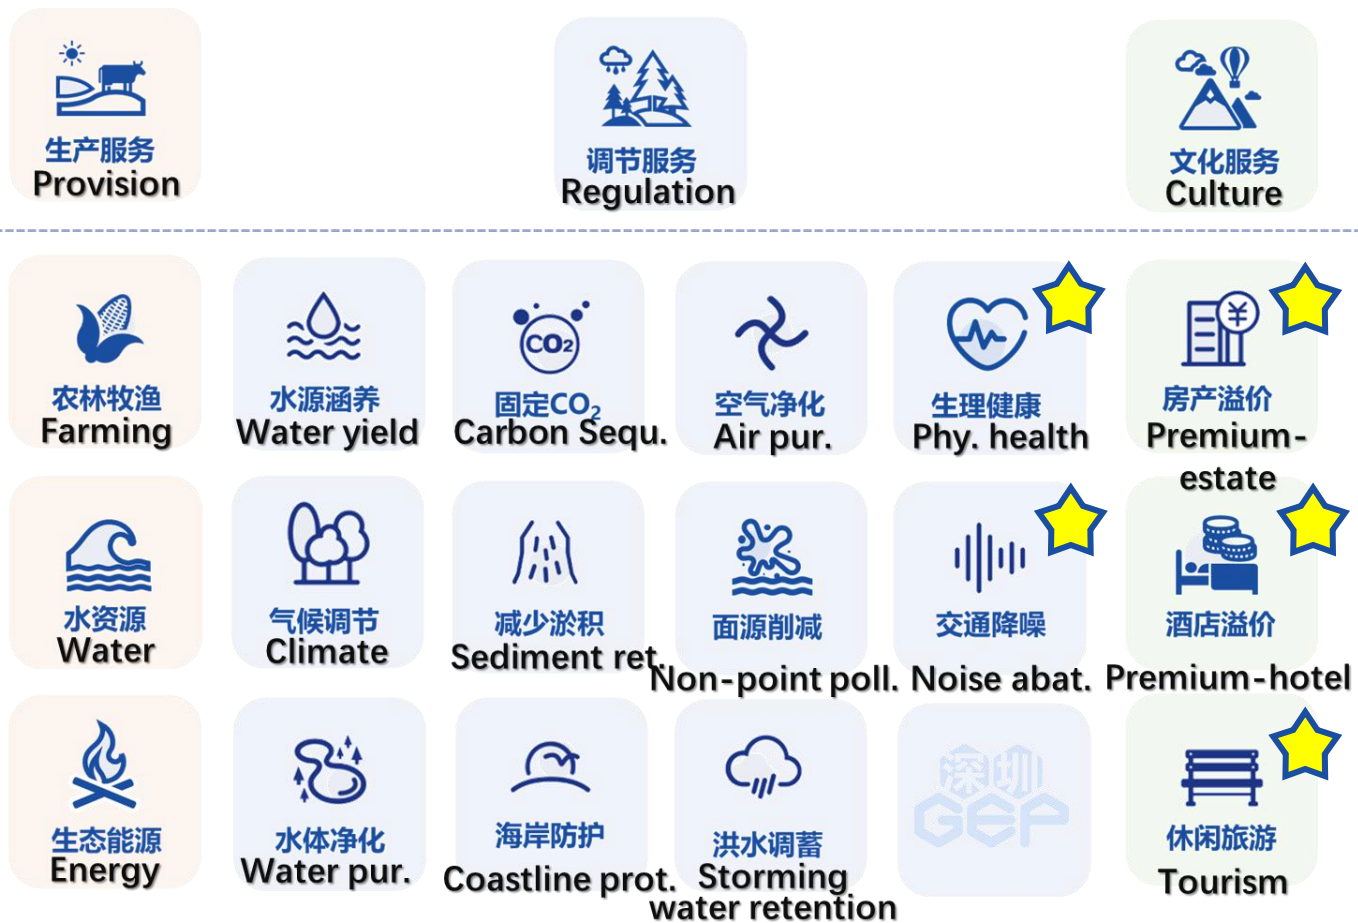 生产服务
Provision
调节服务
Regulation
文化服务
Culture
农林牧渔
Farming
水源涵养
Water yield
CO₂
固定CO₂
Carbon Sequ.
空气净化
Air pur.
生理健康
Phy. health
¥
房产溢价
Premium-
estate
水资源
Water
气候调节
Climate
减少淤积
Sediment ret.
面源削减
Non-point poll.
交通降噪
Noise abat.
酒店溢价
Premium-hotel
生态能源
Energy
水体净化
Water pur.
海岸防护
Coastline prot.
洪水调蓄
Storming
water retention
深圳
GEP
休闲旅游
Tourism